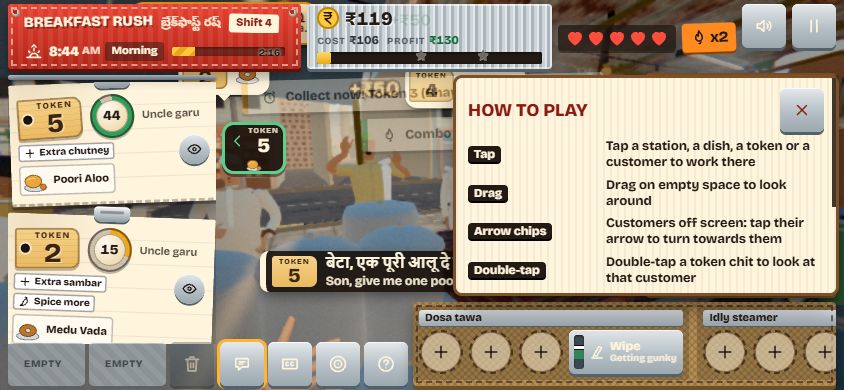 BREAKFAST RUSH బ్రేక్‌ఫాస్ట్ రష్ Shift 4
8:44 AM Morning 2:16
₹119 +₹50
COST ₹106 PROFIT ₹130
x2
TOKEN
5
44
Uncle garu
+ Extra chutney
Poori Aloo
TOKEN
2
15
Uncle garu
+ Extra sambar
Spice more
Medu Vada
4
Collect now! Token 3
Combo
TOKEN
5
TOKEN
5
बेटा, एक पूरी आलू दे
Son, give me one poo
HOW TO PLAY
Tap
Tap a station, a dish, a token or a
customer to work there
Drag
Drag on empty space to look
around
Arrow chips
Customers off screen: tap their
arrow to turn towards them
Double-tap
Double-tap a token chit to look at
that customer
EMPTY EMPTY
CC
Dosa tawa
Wipe
Getting gunky
Idly steamer